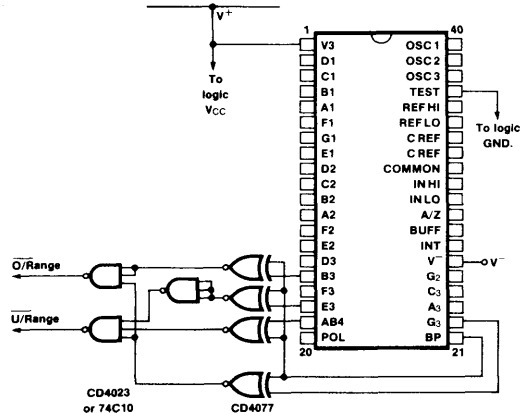 V+
To
logic
VCC
1
40
V3
D1
C1
B1
A1
F1
G1
E1
D2
C2
B2
A2
F2
E2
D3
B3
F3
E3
AB4
POL
20
OSC 1
OSC 2
OSC 3
TEST
REF HI
REF LO
C REF
C REF
COMMON
IN HI
IN LO
A/Z
BUFF
INT
V−
G2
C3
A3
G3
BP
21
To logic
GND.
V−
O/Range
U/Range
CD4023
or 74C10
CD4077